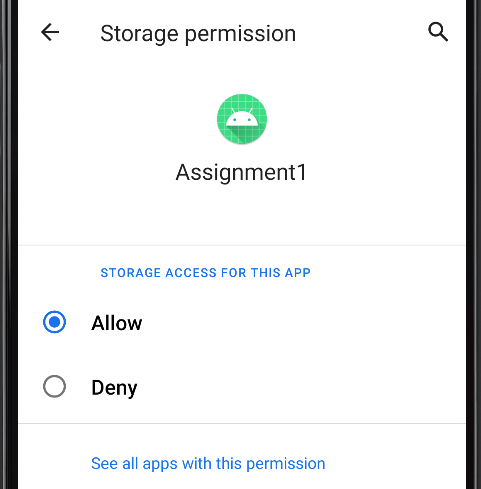 Storage permission
Assignment1
STORAGE ACCESS FOR THIS APP
Allow
Deny
See all apps with this permission